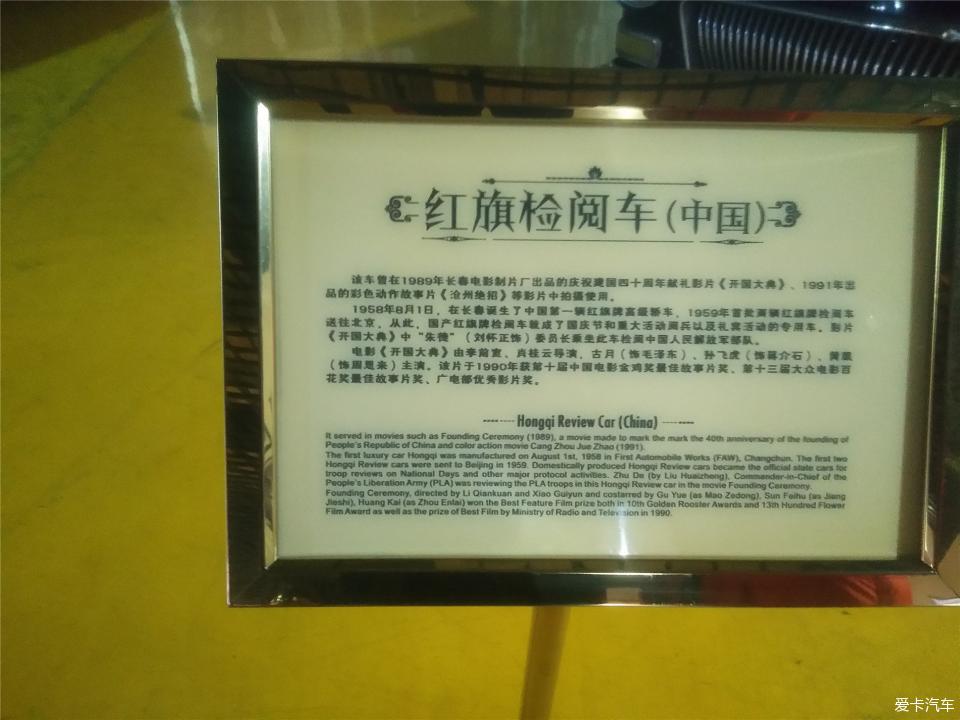 红旗检阅车(中国)
该车曾在1989年长春电影制片厂出品的庆祝建国四十周年献礼影片《开国大典》、1991年出
品的彩色动作故事片《沧州绝招》等影片中拍摄使用。
1958年8月1日,在长春诞生了中国第一辆红旗牌高级轿车,1959年首批两辆红旗牌检阅车
送往北京,从此,国产红旗牌检阅车就成了国庆节和重大活动阅兵以及礼宾活动的专用车。影片
《开国大典》中“朱德”(刘怀正饰)委员长乘坐此车检阅中国人民解放军部队。
电影《开国大典》由李前宽、肖桂云导演,古月(饰毛泽东)、孙飞虎(饰蒋介石)、黄凯
(饰周恩来)主演。该片于1990年获第十届中国电影金鸡奖最佳故事片奖、第十三届大众电影百
花奖最佳故事片奖、广电部优秀影片奖。
Hongqi Review Car (China)
It served in movies such as Founding Ceremony (1989), a movie made to mark the mark the 40th anniversary of the founding of
People's Republic of China and color action movie Cang Zhou Jue Zhao (1991).
The first luxury car Hongqi was manufactured on August 1st, 1958 in First Automobile Works (FAW), Changchun. The first two
Hongqi Review cars were sent to Beijing in 1959. Domestically produced Hongqi Review cars became the official state cars for
troop reviews on National Days and other major protocol activities. Zhu De (by Liu Huaizheng), Commander-in-Chief of the
People's Liberation Army (PLA) was reviewing the PLA troops in this Hongqi Review car in the movie Founding Ceremony.
Founding Ceremony, directed by Li Qiankuan and Xiao Guiyun and costarred by Gu Yue (as Mao Zedong), Sun Feihu (as Jiang
Jieshi), Huang Kai (as Zhou Enlai) won the Best Feature Film prize both in 10th Golden Rooster Awards and 13th Hundred Flower
Film Award as well as the prize of Best Film by Ministry of Radio and Television in 1990.
爱卡汽车